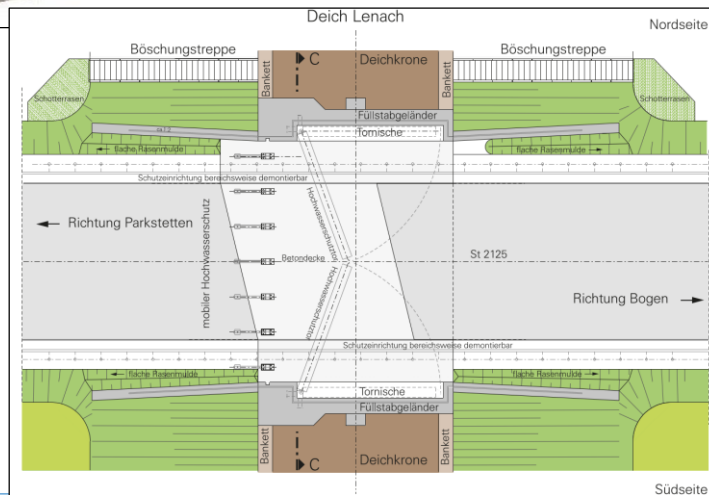 Deich Lenach
Nordseite
Böschungstreppe
Bankett
C
Deichkrone
Bankett
Böschungstreppe
Schotterrasen
Füllstabgeländer
Schotterrasen
Tornische
flache Rasenmulde
flache Rasenmulde
Schutzeinrichtung bereichsweise demontierbar
Hochwasserschutztor
Richtung Parkstetten
mobiler Hochwasserschutz
Betondecke
St 2125
Hochwasserschutztor
Richtung Bogen
Schutzeinrichtung bereichsweise demontierbar
flache Rasenmulde
flache Rasenmulde
Tornische
Füllstabgeländer
Bankett
C
Deichkrone
Bankett
Südseite